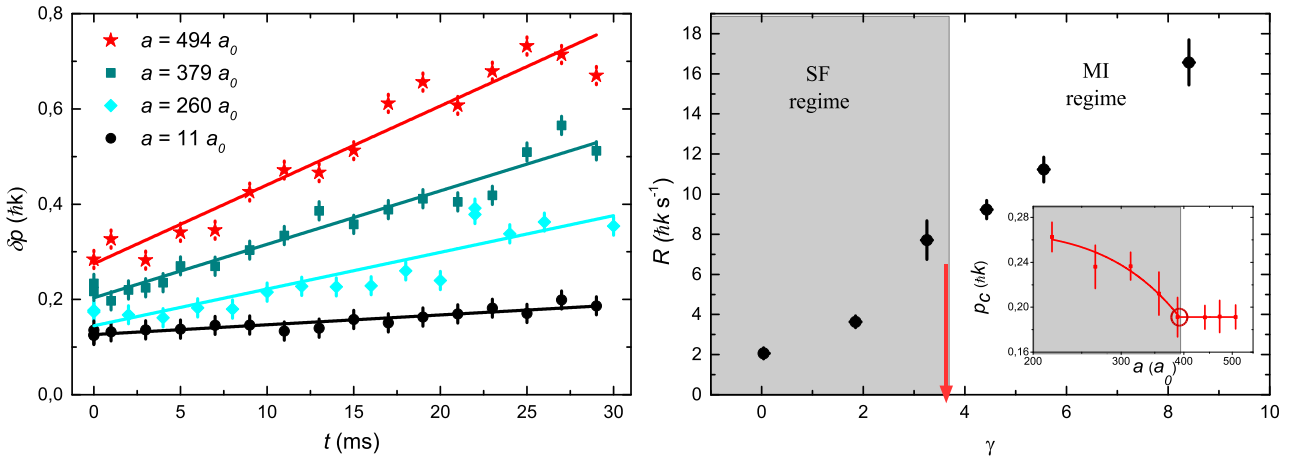 0,8
0,6
0,4
0,2
0,0
δp (ħk)
a = 494 a0
a = 379 a0
a = 260 a0
a = 11 a0
0 5 10 15 20 25 30
t (ms)
18
16
14
12
10
8
6
4
2
0
R (ħk s-1)
SF
regime
MI
regime
0 2 4 6 8 10
γ
0,28
0,24
0,20
0,16
pc (ħk)
200 300 400 500
a (a0)